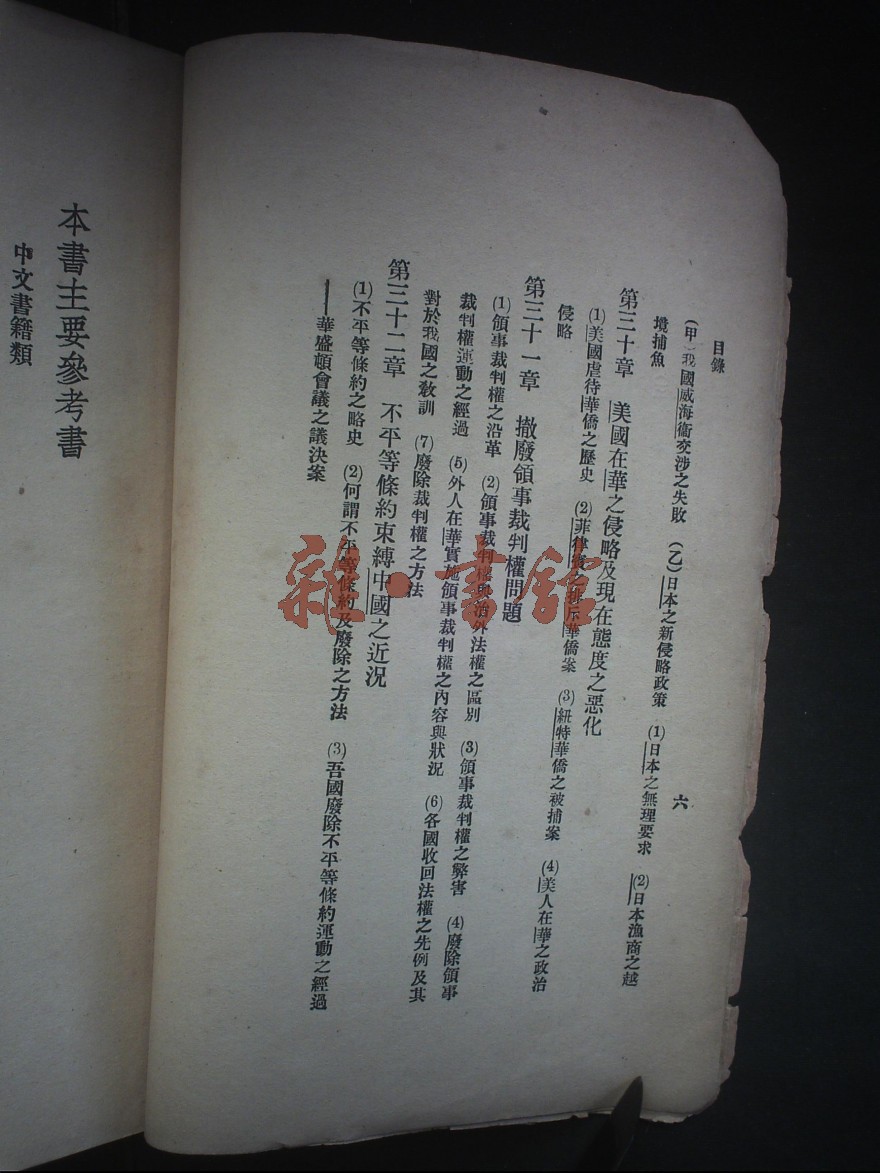 目錄
六
(甲)我國威海衞交涉之失敗 (乙)日本之新侵略政策 (1)日本之無理要求 (2)日本漁商之越
境捕魚
第三十章 美國在華之侵略及現在態度之惡化
(1)美國虐待華僑之歷史 (2)菲律賓之排斥華僑案 (3)紐特華僑之被捕案 (4)美人在華之政治
侵略
第三十一章 撤廢領事裁判權問題
(1)領事裁判權之沿革 (2)領事裁判權與治外法權之區別 (3)領事裁判權之弊害 (4)廢除領事
裁判權運動之經過 (5)外人在華實施領事裁判權之內容與狀況 (6)各國收回法權之先例及其
對於我國之敎訓 (7)廢除裁判權之方法
第三十二章 不平等條約束縛中國之近況
(1)不平等條約之略史 (2)何謂不平等條約及廢除之方法 (3)吾國廢除不平等條約運動之經過
——華盛頓會議之議決案
本書主要參考書
中文書籍類
雜·書館